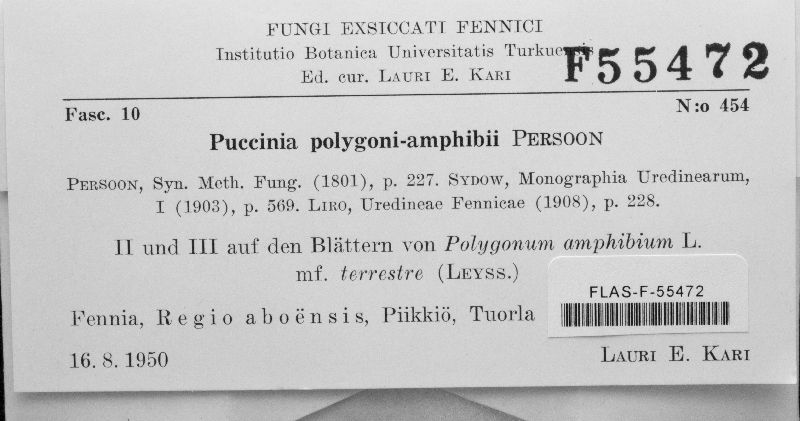 FUNGI EXSICCATI FENNICI
Institutio Botanica Universitatis Turkuensis
Ed. cur. LAURI E. KARI
F55472
Fasc. 10
N:o 454
Puccinia polygoni-amphibii PERSOON
PERSOON, Syn. Meth. Fung. (1801), p. 227. SYDOW, Monographia Uredinearum,
I (1903), p. 569. LIRO, Uredineae Fennicae (1908), p. 228.
II und III auf den Blättern von Polygonum amphibium L.
mf. terrestre (LEYSS.)
FLAS-F-55472
Fennia, Regio aboënsis, Piikkiö, Tuorla
16. 8. 1950
LAURI E. KARI